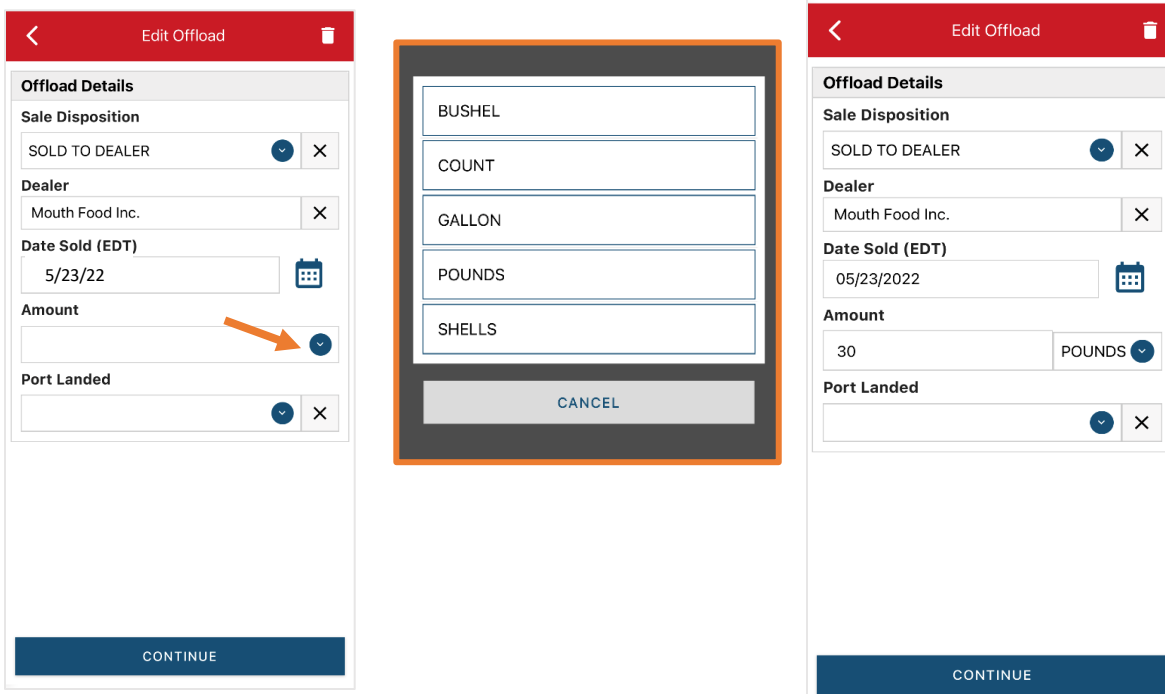 Edit Offload
Offload Details
Sale Disposition
SOLD TO DEALER
Dealer
Mouth Food Inc.
Date Sold (EDT)
5/23/22
Amount
Port Landed
CONTINUE
BUSHEL
COUNT
GALLON
POUNDS
SHELLS
CANCEL
Edit Offload
Offload Details
Sale Disposition
SOLD TO DEALER
Dealer
Mouth Food Inc.
Date Sold (EDT)
05/23/2022
Amount
30 POUNDS
Port Landed
CONTINUE